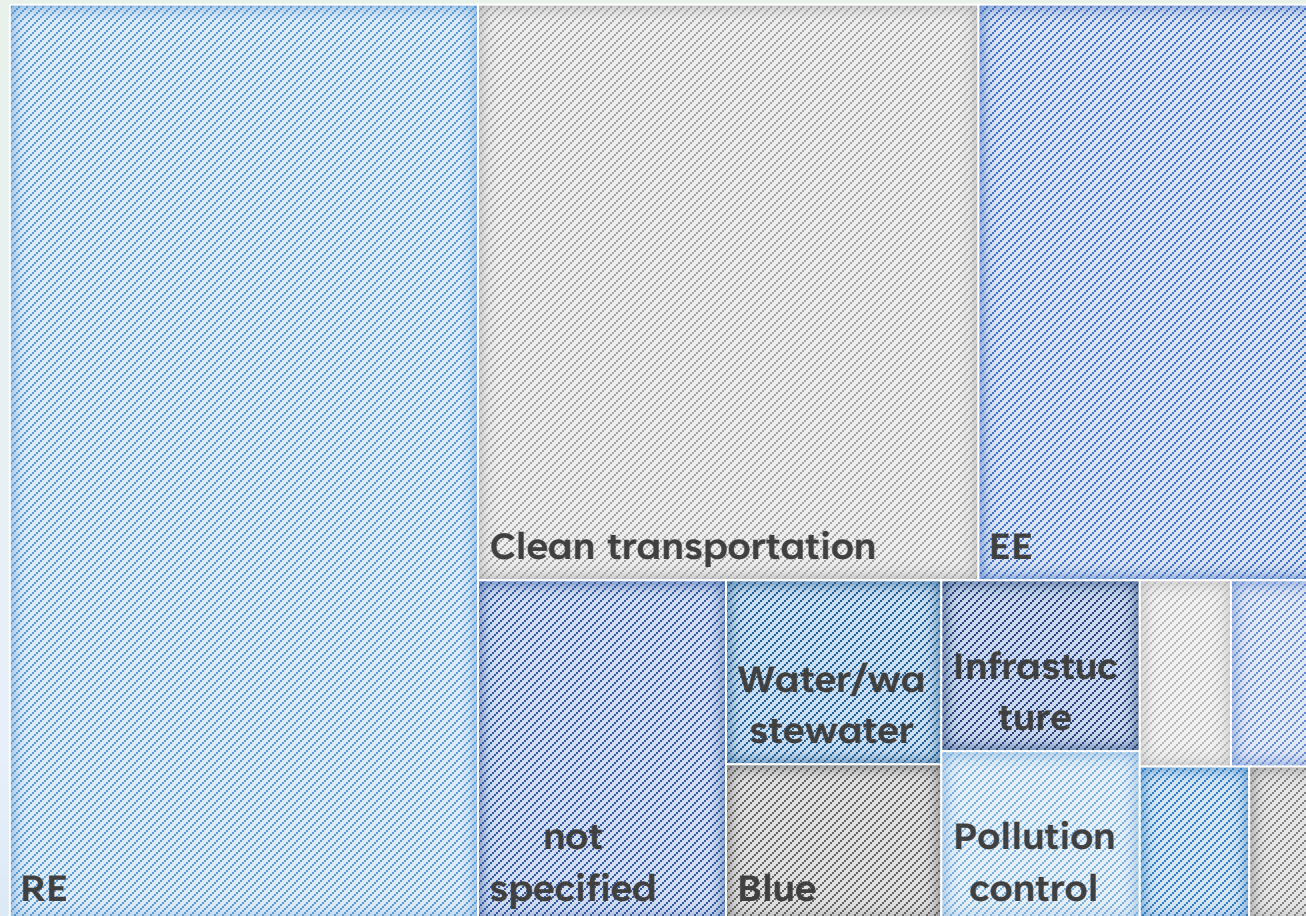 RE
Clean transportation
EE
not
specified
Water/wa
stewater
Blue
Infrastuc
ture
Pollution
control